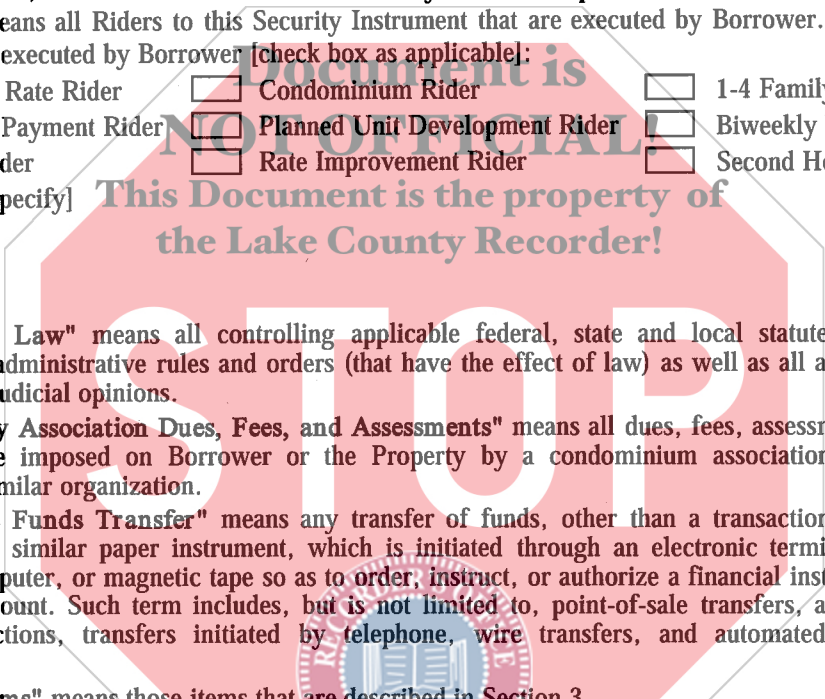 eans all Riders to this Security Instrument that are executed by Borrower.
executed by Borrower [check box as applicable]:
Document is
Rate Rider Condominium Rider 1-4 Family
Payment Rider Planned Unit Development Rider Biweekly
NOT OFFICIAL!
der Rate Improvement Rider Second Ho
pecify]
This Document is the property of
the Lake County Recorder!
STOP
Law" means all controlling applicable federal, state and local statute
administrative rules and orders (that have the effect of law) as well as all a
udicial opinions.
y Association Dues, Fees, and Assessments" means all dues, fees, assessm
e imposed on Borrower or the Property by a condominium association
milar organization.
Funds Transfer" means any transfer of funds, other than a transaction
similar paper instrument, which is initiated through an electronic termi
puter, or magnetic tape so as to order, instruct, or authorize a financial inst
ount. Such term includes, but is not limited to, point-of-sale transfers, a
ctions, transfers initiated by telephone, wire transfers, and automated
RECORDER'S OFFICE
ms" means those items that are described in Section 3.